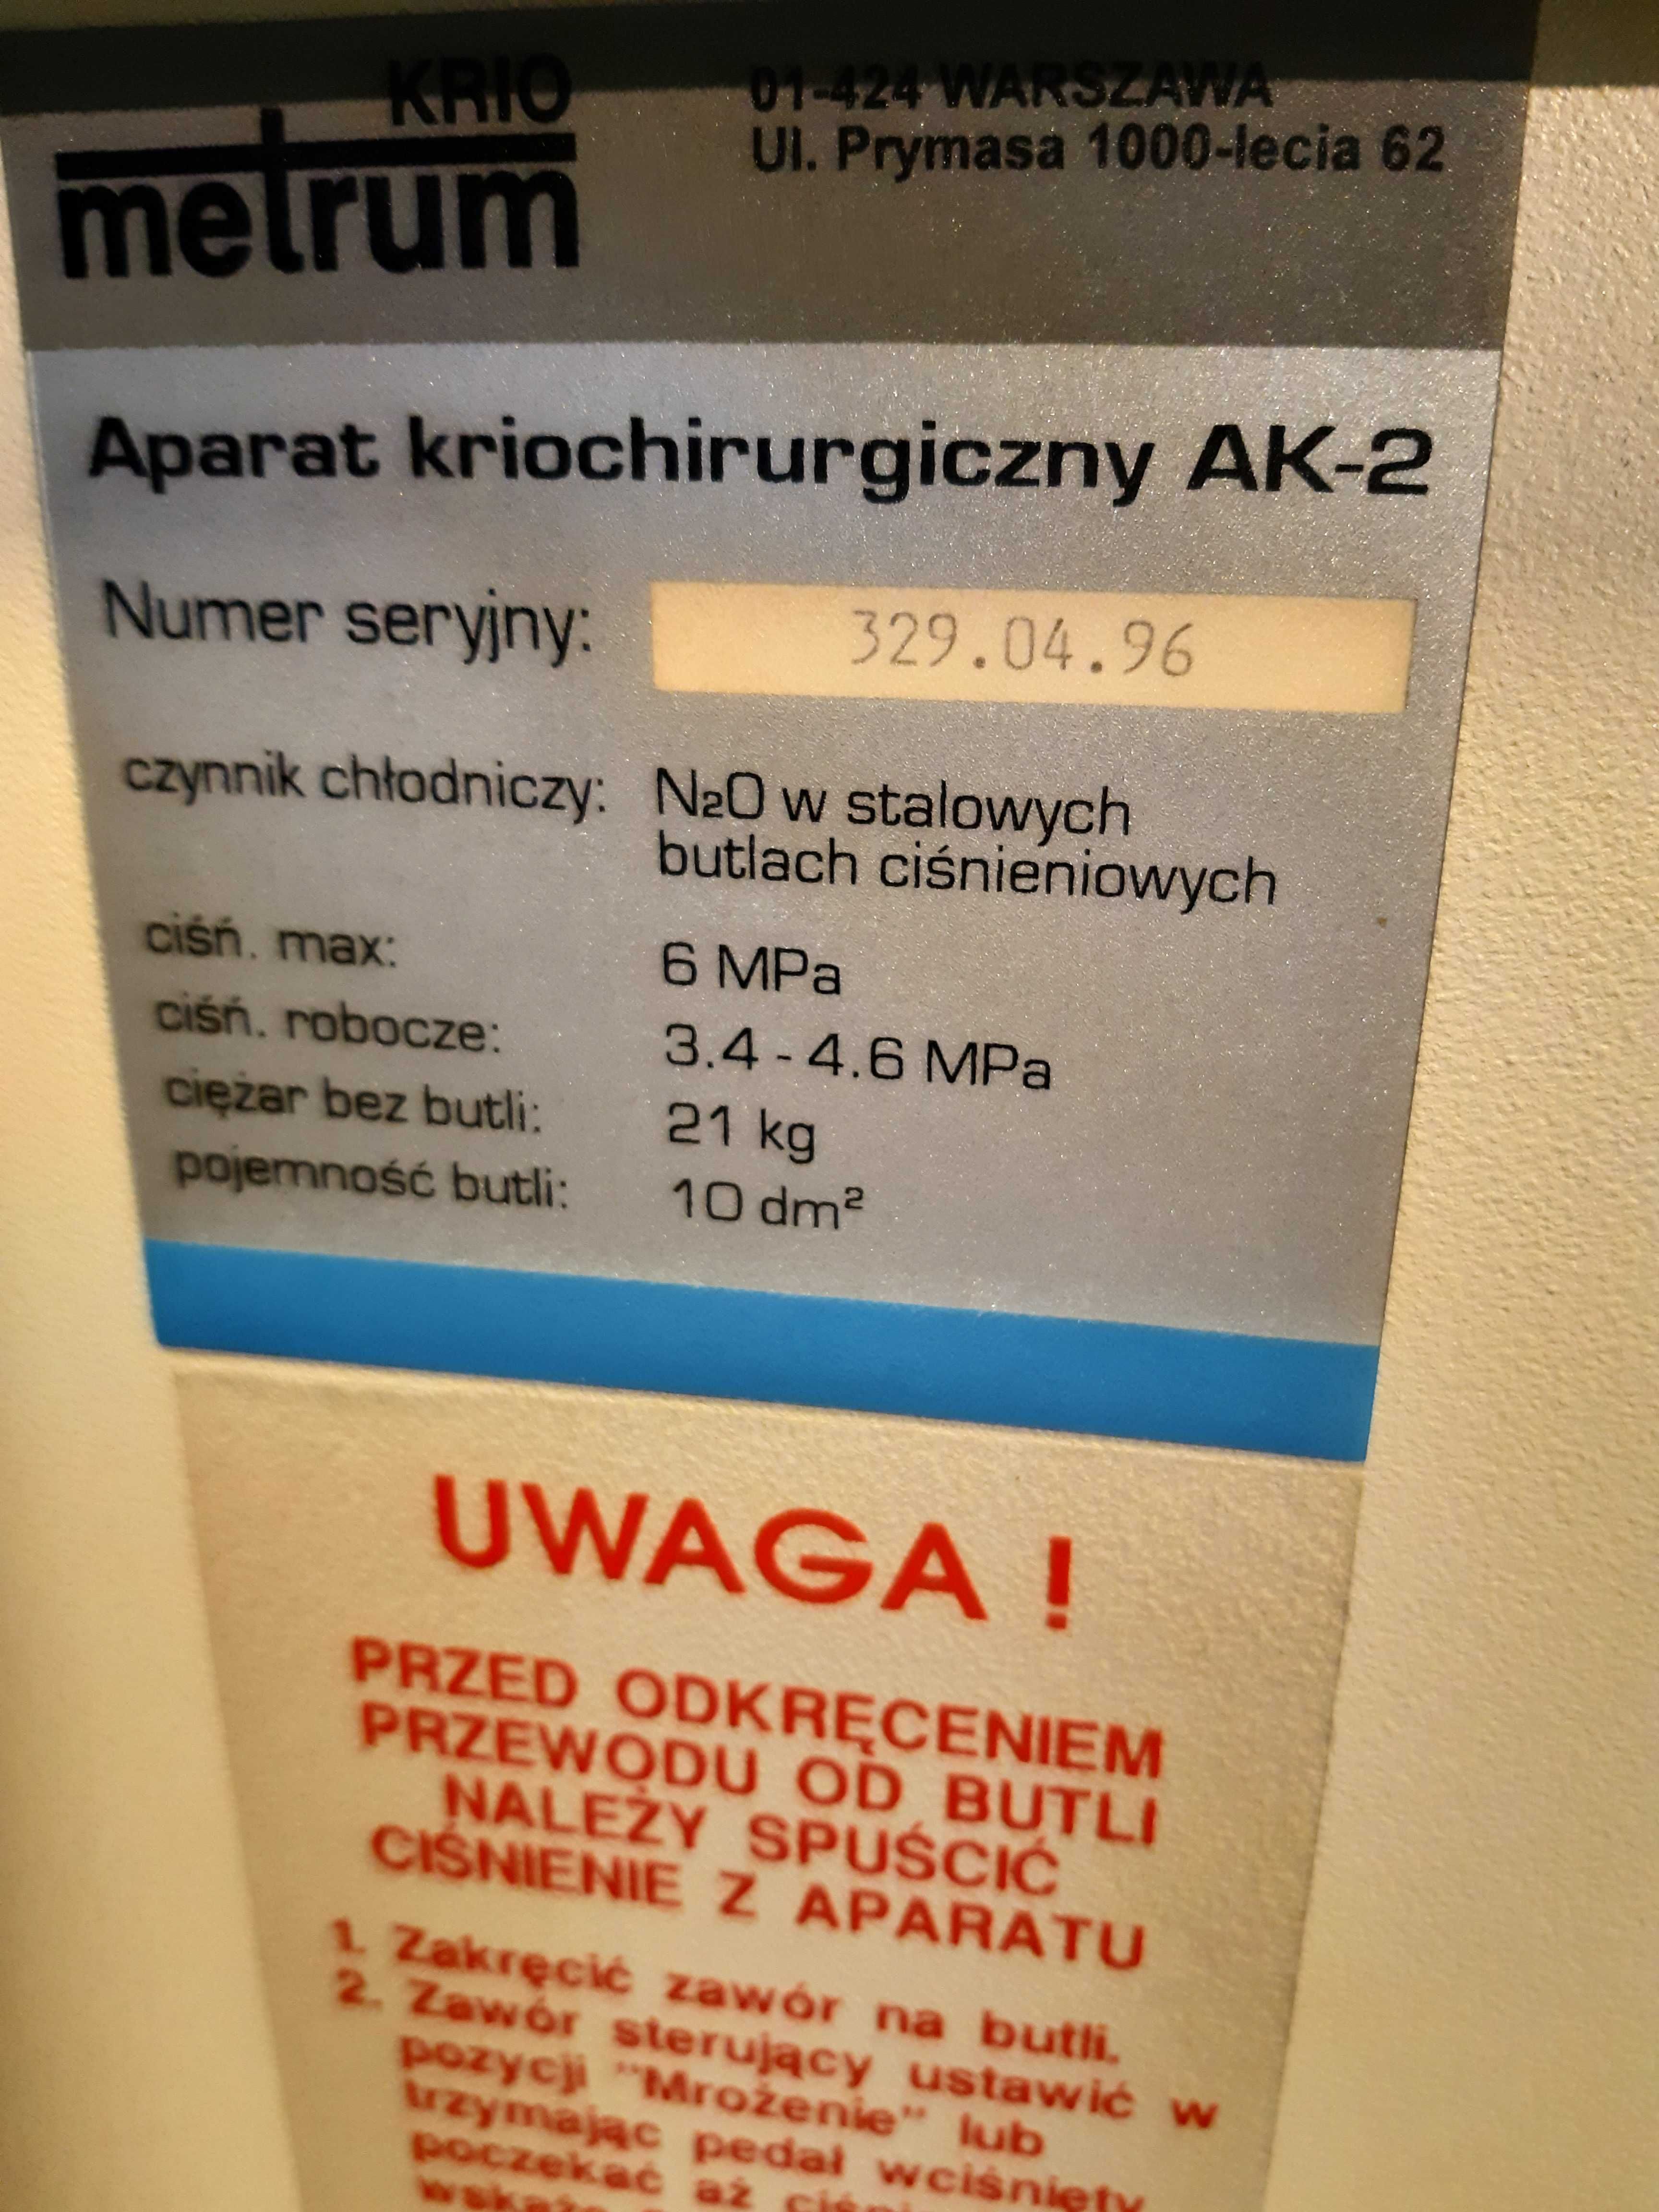 KRIO
metrum
01-424 WARSZAWA
Ul. Prymasa 1000-lecia 62
Aparat kriochirurgiczny AK-2
Numer seryjny: 329.04.96
czynnik chłodniczy: N₂O w stalowych
butlach ciśnieniowych
ciśń. max: 6 MPa
ciśń. robocze: 3.4 - 4.6 MPa
ciężar bez butli: 21 kg
pojemność butli: 10 dm²
UWAGA !
PRZED ODKRĘCENIEM
PRZEWODU OD BUTLI
NALEŻY SPUŚCIĆ
CIŚNIENIE Z APARATU
1. Zakręcić zawór na butli.
2. Zawór sterujący ustawić w
pozycji "Mrożenie" lub
trzymając pedał wciśnięty
poczekać aż